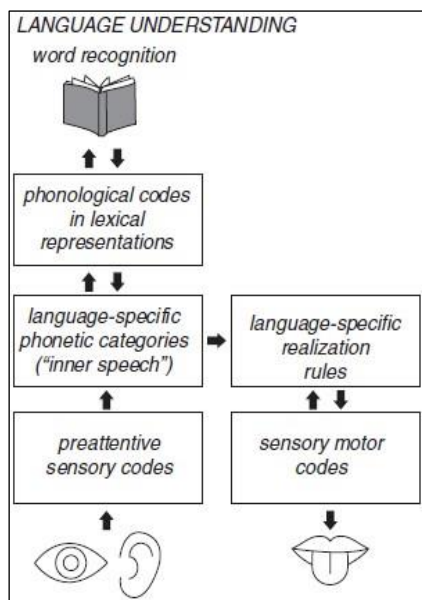 LANGUAGE UNDERSTANDING
word recognition
phonological codes
in lexical
representations
language-specific
phonetic categories
("inner speech")
language-specific
realization
rules
preattentive
sensory codes
sensory motor
codes